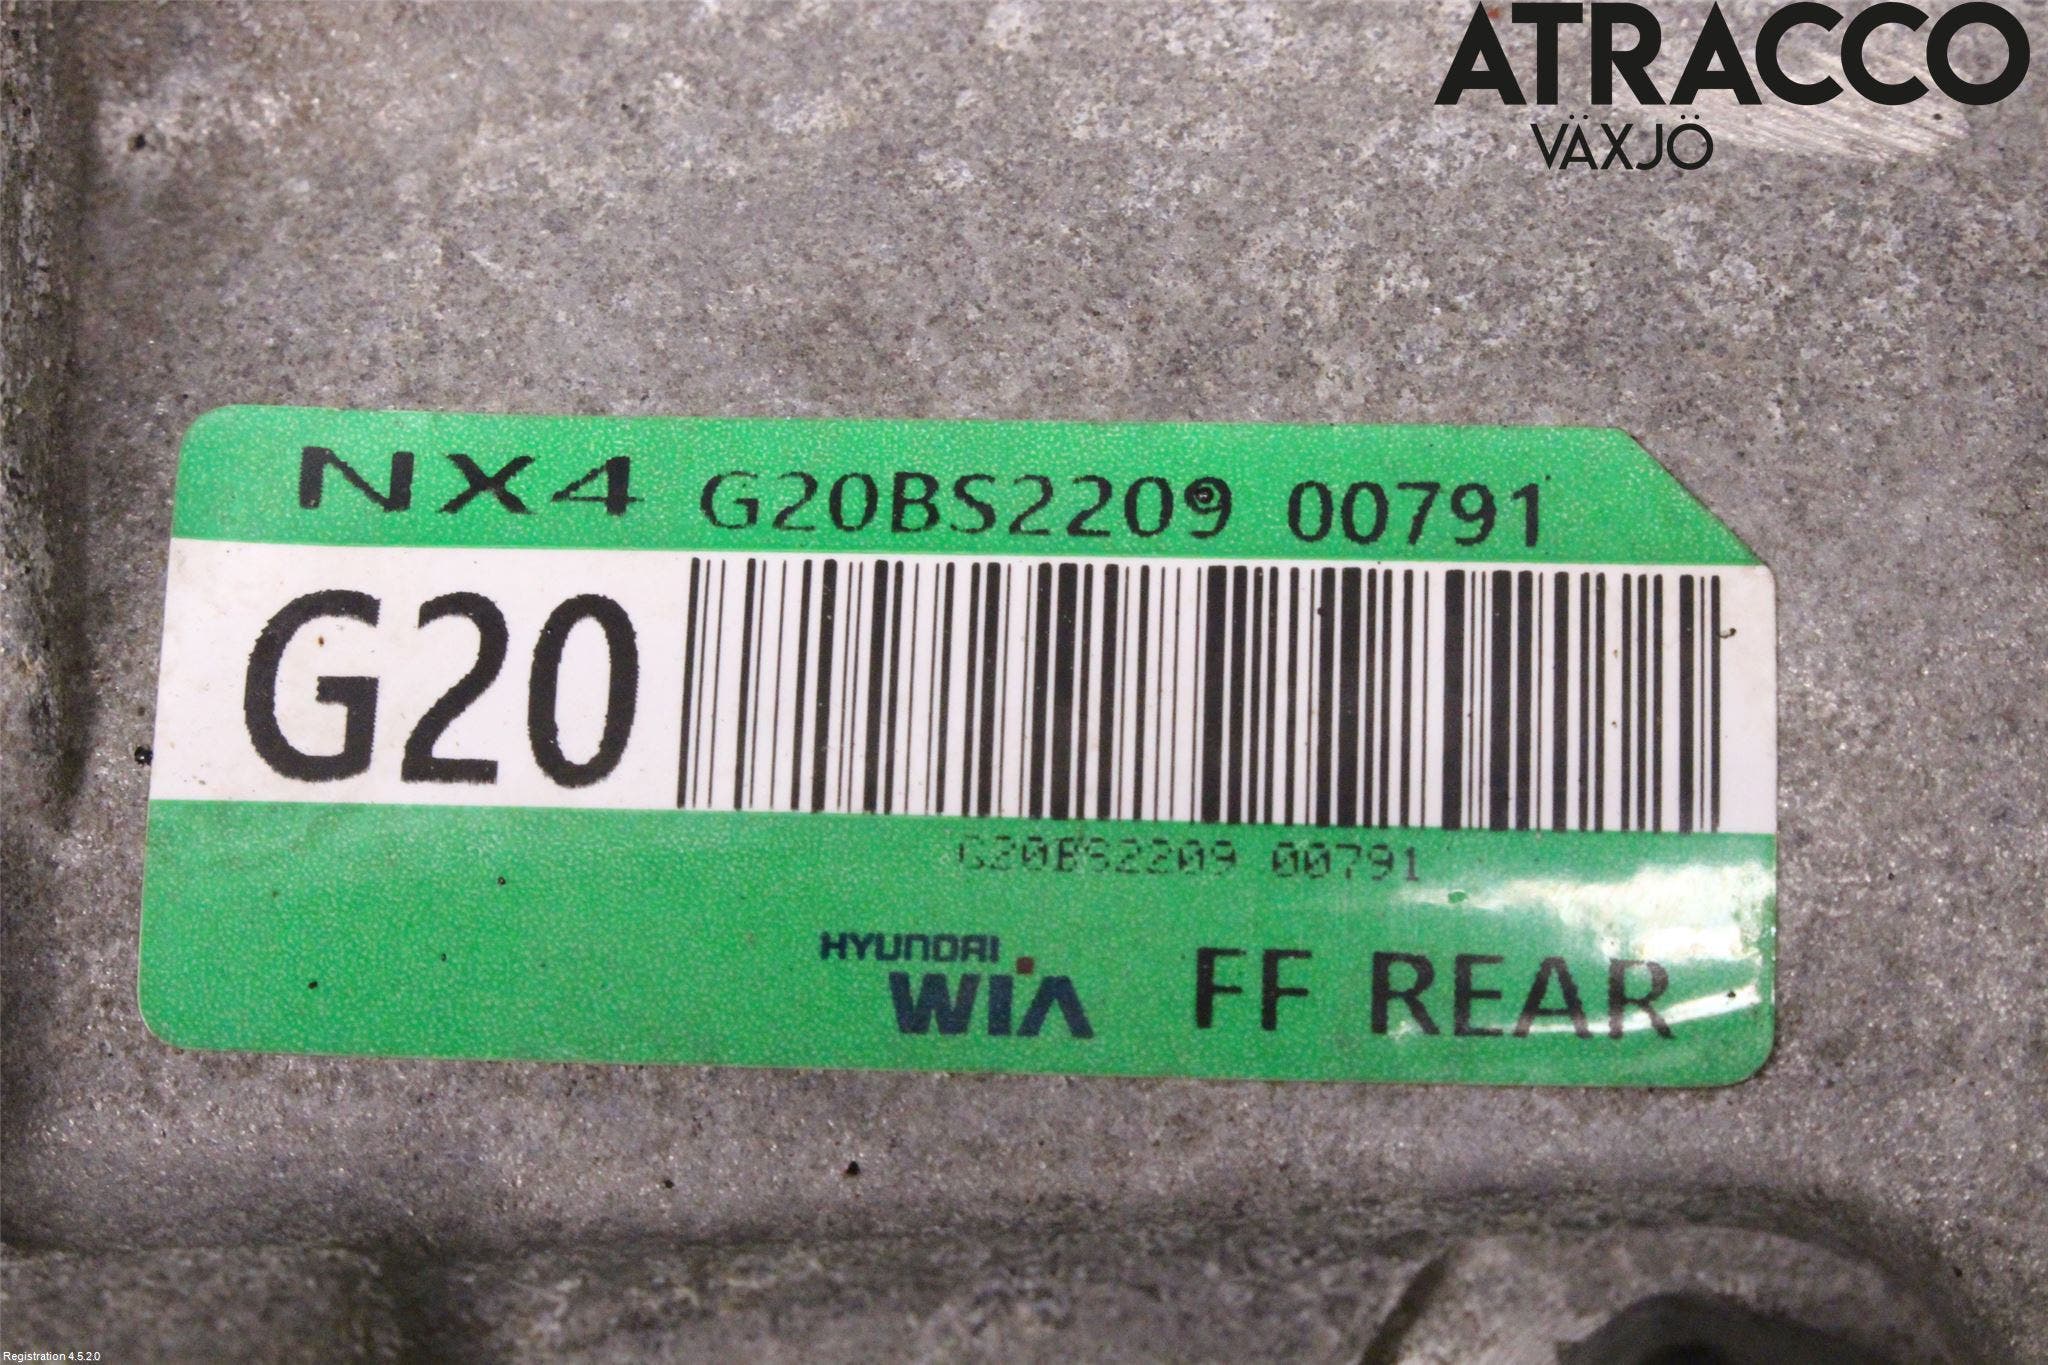 ATRACCO
VÄXJÖ
NX4 G20BS2209 00791
G20
G20BS2209 00791
HYUNDAI
WIA FF REAR
Registration 4.5.2.0